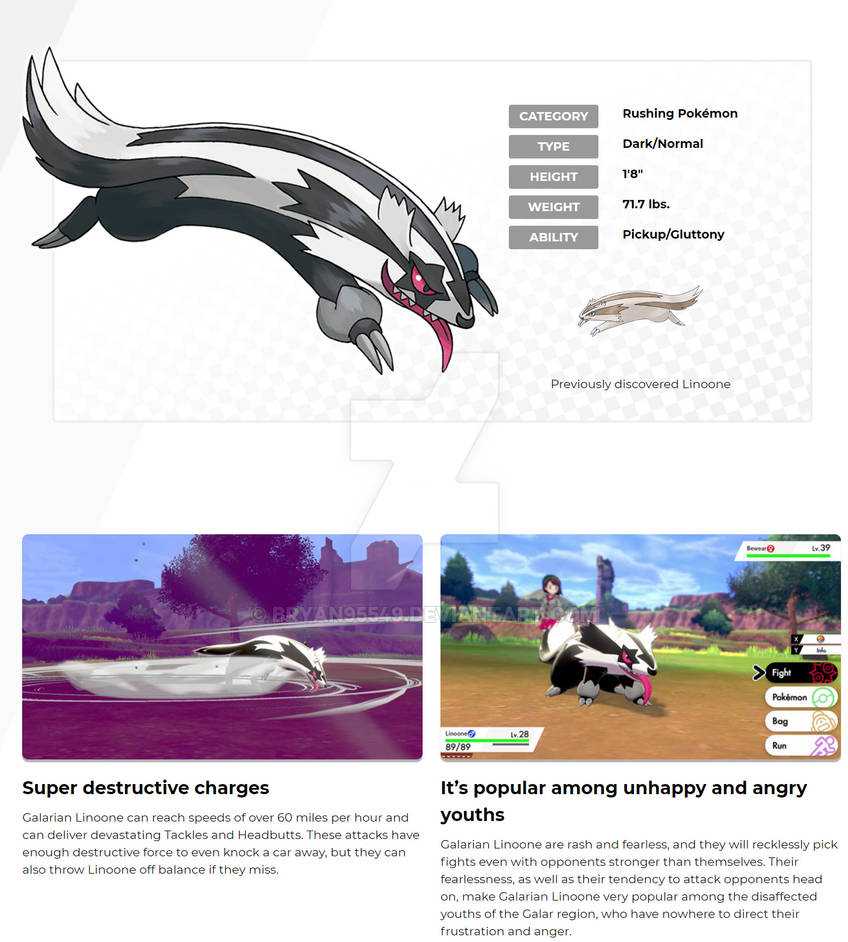 CATEGORY Rushing Pokémon
TYPE Dark/Normal
HEIGHT 1'8"
WEIGHT 71.7 lbs.
ABILITY Pickup/Gluttony
Previously discovered Linoone
© BRYAN95549.DEVIANTART.COM
Bewear Lv.39
X
Y Info
Fight
Pokémon
Bag
Run
Linoone Lv.28
89/89
Super destructive charges
Galarian Linoone can reach speeds of over 60 miles per hour and
can deliver devastating Tackles and Headbutts. These attacks have
enough destructive force to even knock a car away, but they can
also throw Linoone off balance if they miss.
It’s popular among unhappy and angry
youths
Galarian Linoone are rash and fearless, and they will recklessly pick
fights even with opponents stronger than themselves. Their
fearlessness, as well as their tendency to attack opponents head
on, make Galarian Linoone very popular among the disaffected
youths of the Galar region, who have nowhere to direct their
frustration and anger.